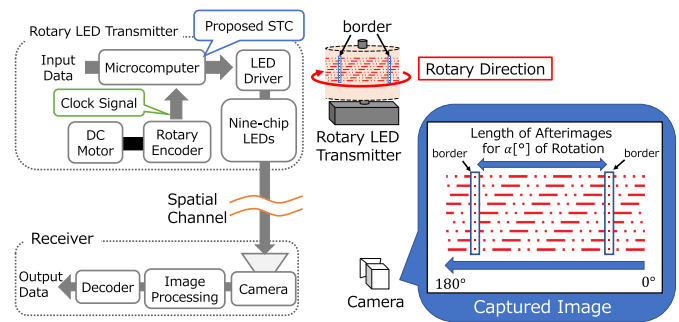 Proposed STC
Rotary LED Transmitter
Input
Data
Microcomputer
LED
Driver
Clock Signal
DC
Motor
Rotary
Encoder
Nine-chip
LEDs
border
Rotary Direction
Rotary LED
Transmitter
Spatial
Channel
Receiver
Output
Data
Decoder
Image
Processing
Camera
Camera
Length of Afterimages
for α[°] of Rotation
border
border
180°
0°
Captured Image